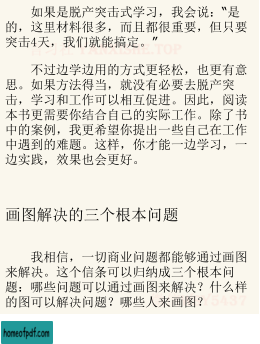 如果是脱产突击式学习，我会说：“是
的，这里材料很多，而且都很重要，但只要
突击4天，我们就能搞定。”
不过边学边用的方式更轻松，也更有意
思。如果方法得当，就没有必要去脱产突
击，学习和工作可以相互促进。因此，阅读
本书更需要你结合自己的实际工作。除了书
中的案例，我更希望你提出一些自己在工作
中遇到的难题。这样，你才能一边学习，一
边实践，效果也会更好。
画图解决的三个根本问题
我相信，一切商业问题都能够通过画图
来解决。这个信条可以归纳成三个根本问
题：哪些问题可以通过画图来解决？什么样
的图可以解决问题？哪些人来画图？
homeofpdf.com